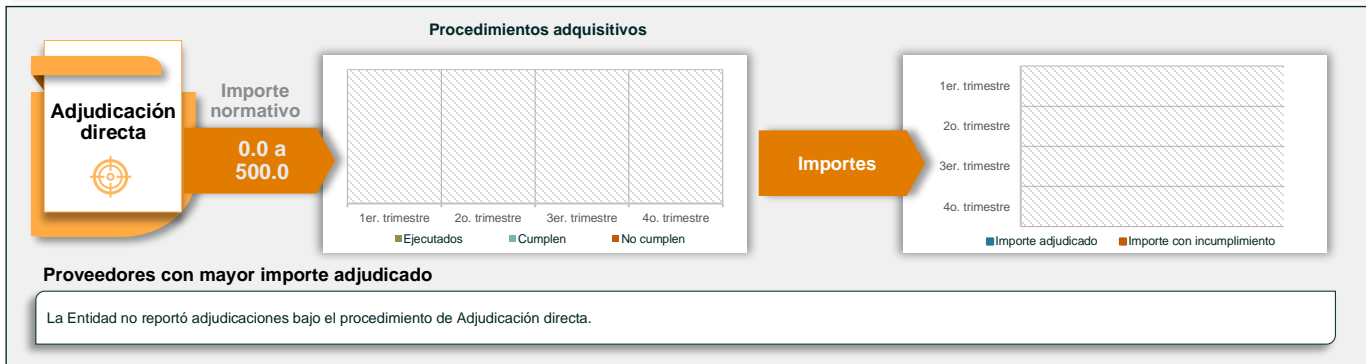 Adjudicación
directa
Importe
normativo
0.0 a
500.0
Procedimientos adquisitivos
1er. trimestre 2o. trimestre 3er. trimestre 4o. trimestre
Ejecutados Cumplen No cumplen
Importes
1er. trimestre
2o. trimestre
3er. trimestre
4o. trimestre
Importe adjudicado Importe con incumplimiento
Proveedores con mayor importe adjudicado
La Entidad no reportó adjudicaciones bajo el procedimiento de Adjudicación directa.